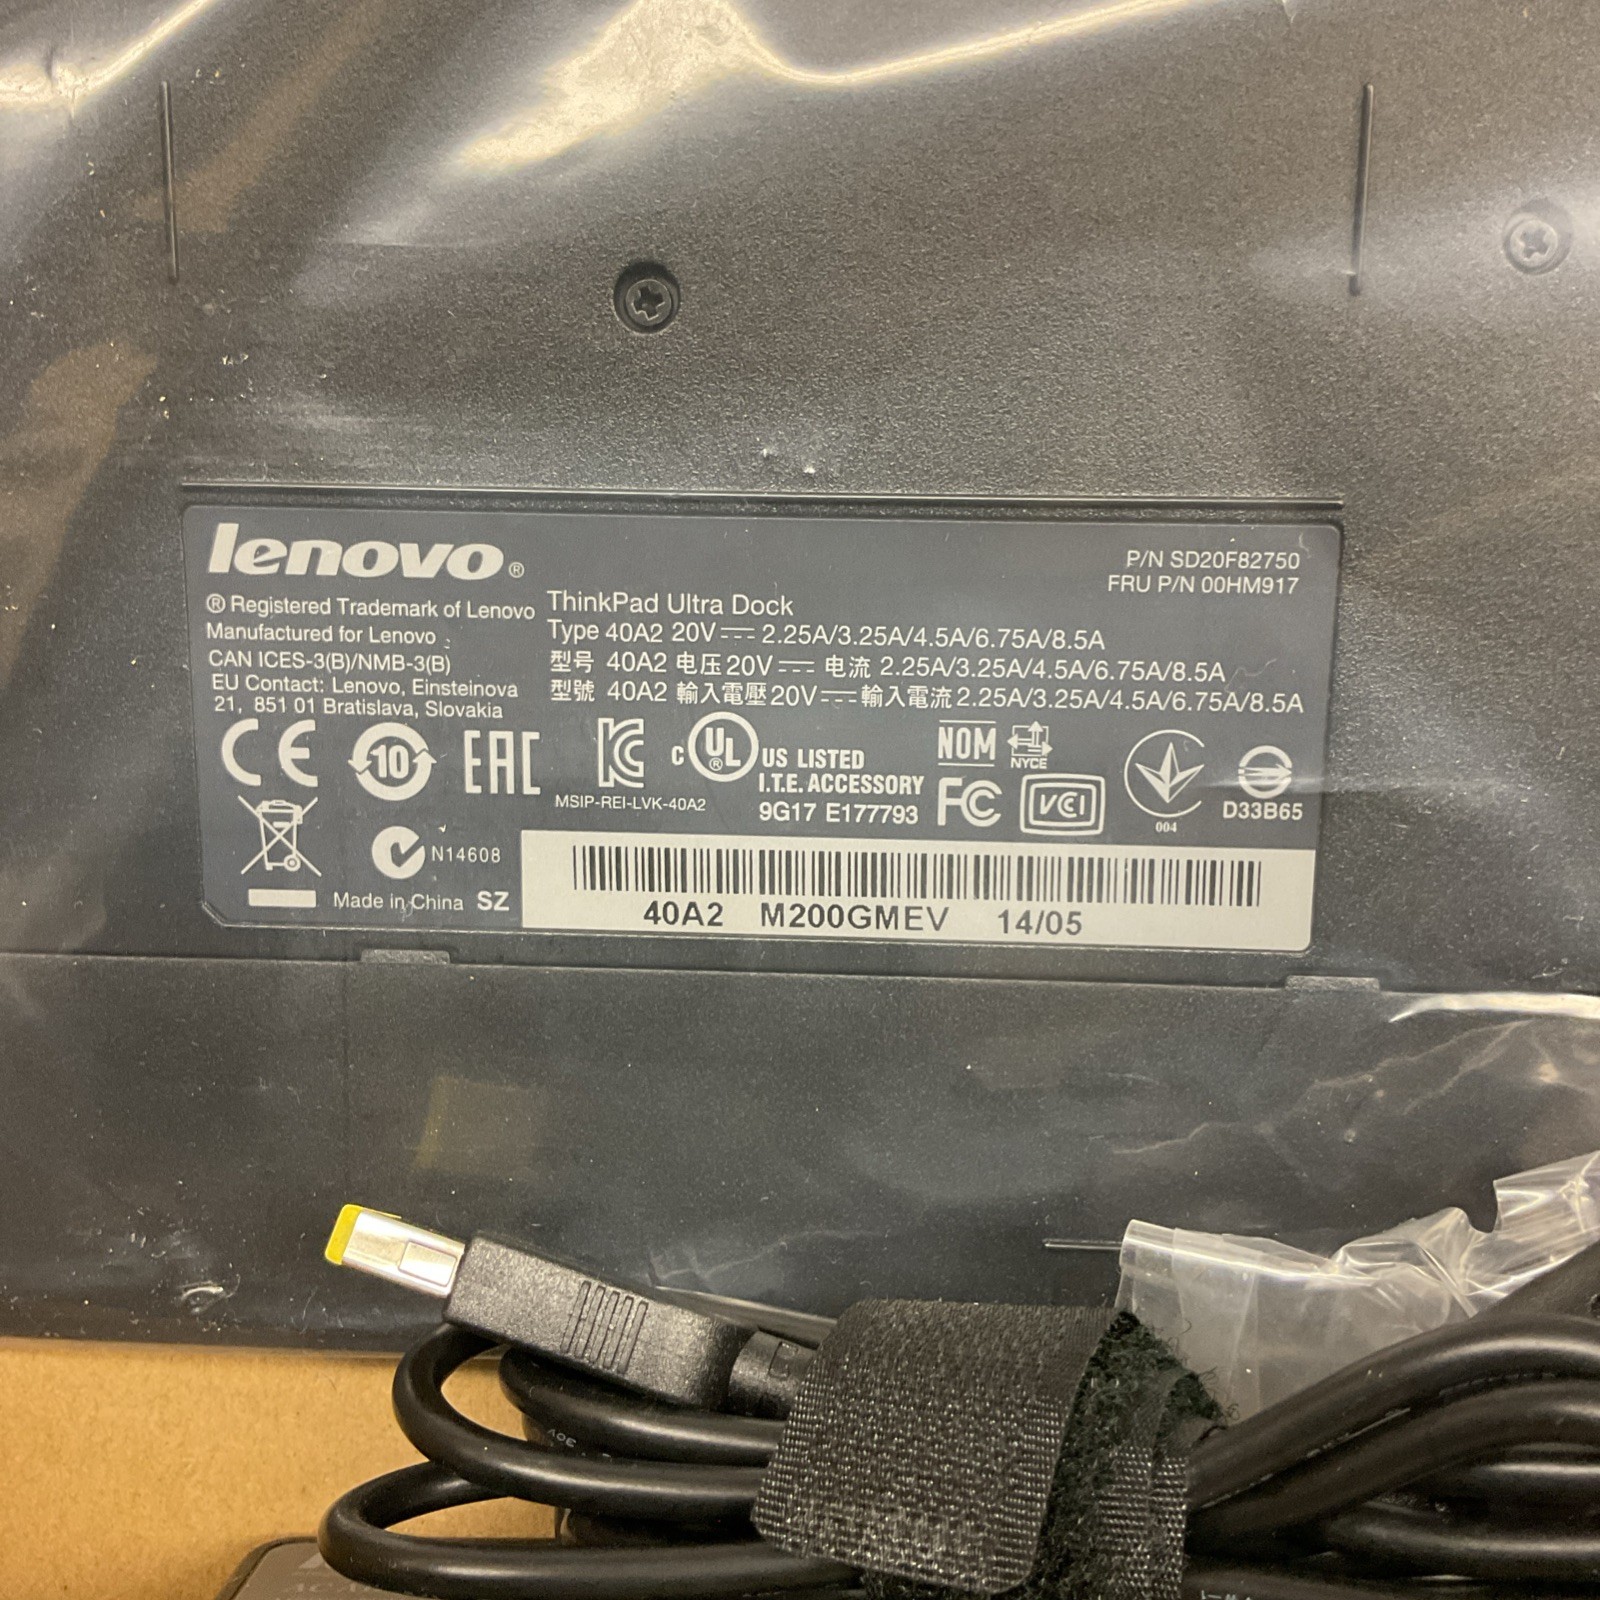 lenovo®
P/N SD20F82750
FRU P/N 00HM917
® Registered Trademark of Lenovo
Manufactured for Lenovo
CAN ICES-3(B)/NMB-3(B)
EU Contact: Lenovo, Einsteinova
21, 851 01 Bratislava, Slovakia
ThinkPad Ultra Dock
Type 40A2 20V⎓2.25A/3.25A/4.5A/6.75A/8.5A
型号 40A2 电压20V⎓电流 2.25A/3.25A/4.5A/6.75A/8.5A
型號 40A2 輸入電壓20V⎓輸入電流2.25A/3.25A/4.5A/6.75A/8.5A
CE 10 EAC
MSIP-REI-LVK-40A2
C UL® US LISTED
I.T.E. ACCESSORY
9G17 E177793
NOM NYCE
FC VCI
004
D33B65
N14608
Made in China SZ
40A2 M200GMEV 14/05